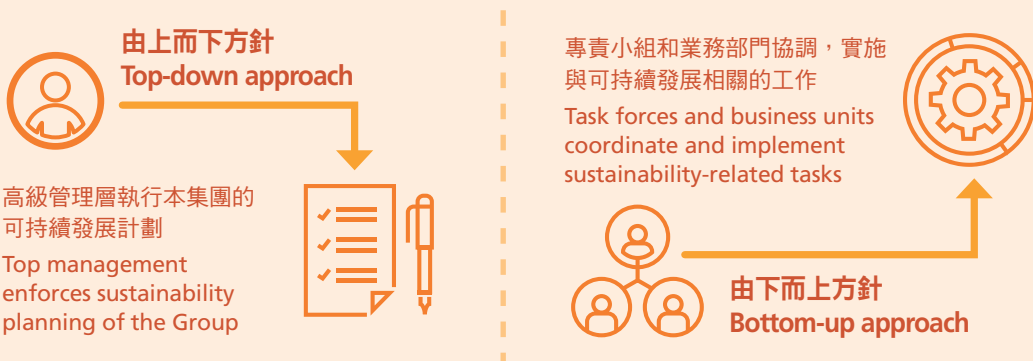 由上而下方針
Top-down approach
高級管理層執行本集團的
可持續發展計劃
Top management
enforces sustainability
planning of the Group
專責小組和業務部門協調，實施
與可持續發展相關的工作
Task forces and business units
coordinate and implement
sustainability-related tasks
由下而上方針
Bottom-up approach